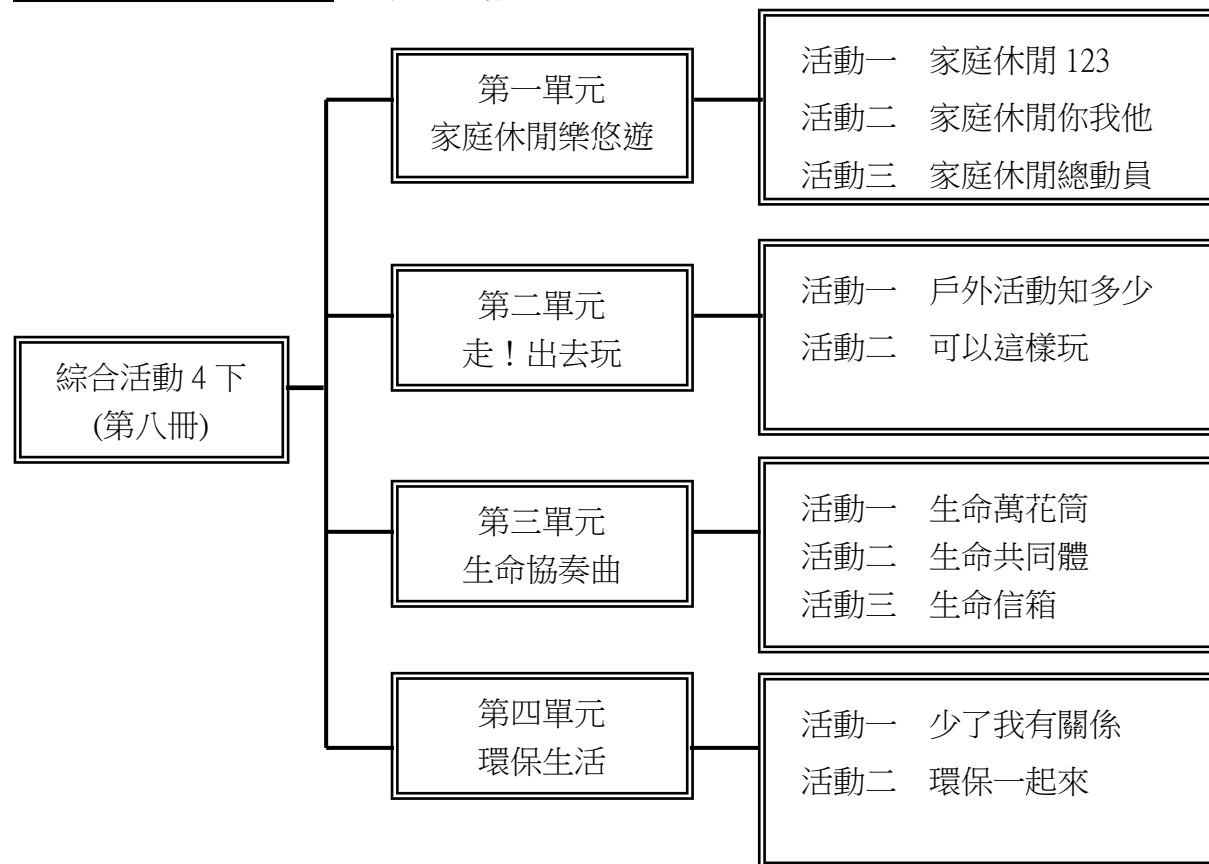 綜合活動 4 下
(第八冊)
第一單元
家庭休閒樂悠遊
活動一 家庭休閒 123
活動二 家庭休閒你我他
活動三 家庭休閒總動員
第二單元
走！出去玩
活動一 戶外活動知多少
活動二 可以這樣玩
第三單元
生命協奏曲
活動一 生命萬花筒
活動二 生命共同體
活動三 生命信箱
第四單元
環保生活
活動一 少了我有關係
活動二 環保一起來